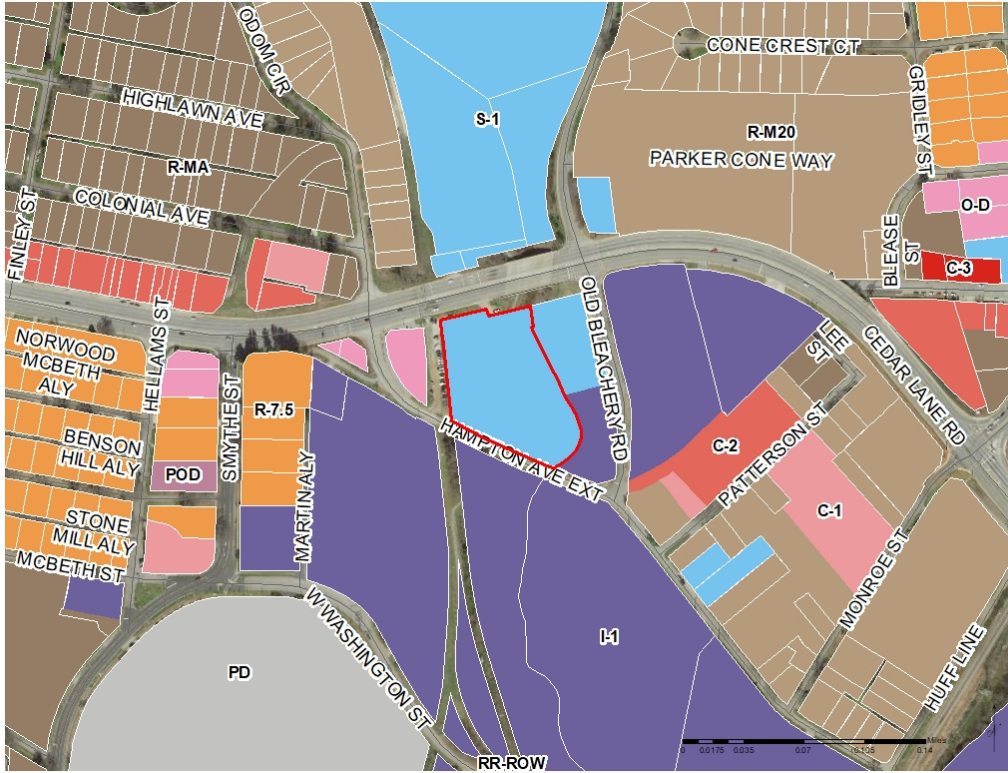 ODOM CIR
CONE CREST CT
GRIDLEY ST
HIGHLAWN AVE
S-1
R-M20
PARKER CONE WAY
R-MA
COLONIAL AVE
O-D
FINLEY ST
BLEASE
ST
C-3
OLD BLEACHERY RD
HELLAMS ST
NORWOOD
MCBETH
ALY
LEE
ST
CEDAR LANE RD
SMYTHE ST
R-7.5
HAMPTON AVE EXT
BENSON
HILL ALY
C-2
PATTERSON ST
POD
MARTIN ALY
C-1
STONE
MILL ALY
MCBETH ST
MONROE ST
W WASHINGTON ST
I-1
PD
HUFF LINE
Miles
0 0.0175 0.035 0.07 0.105 0.14
RR-ROW